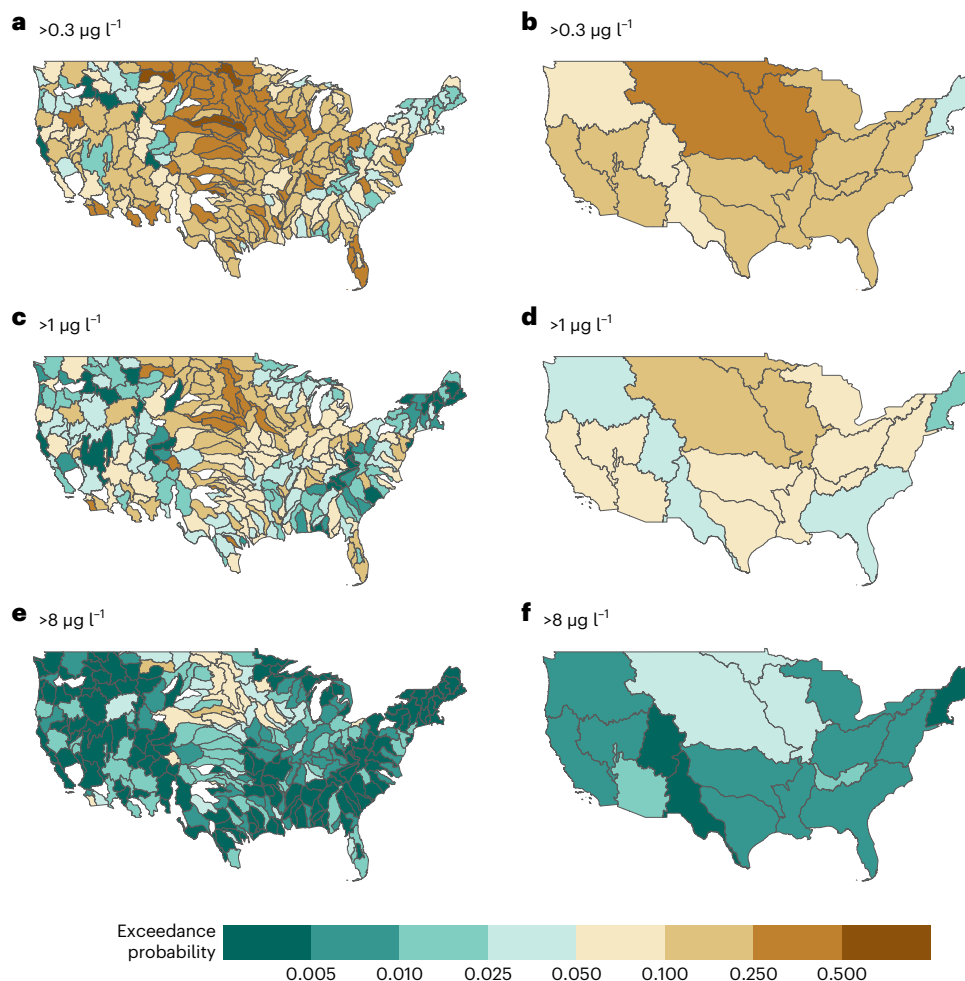 a >0.3 µg l⁻¹
b >0.3 µg l⁻¹
c >1 µg l⁻¹
d >1 µg l⁻¹
e >8 µg l⁻¹
f >8 µg l⁻¹
Exceedance
probability
0.005 0.010 0.025 0.050 0.100 0.250 0.500